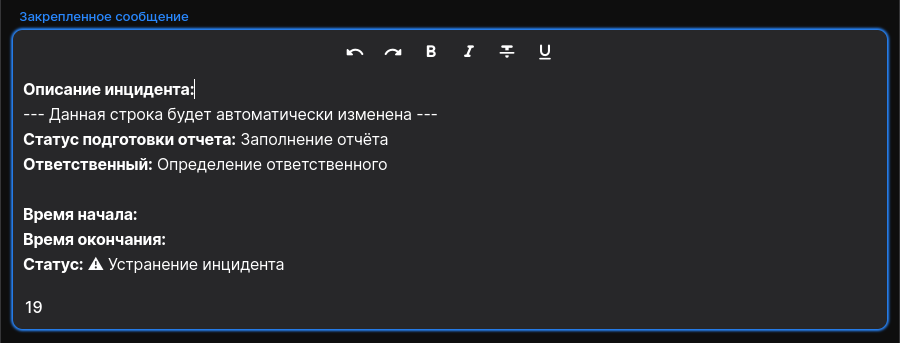 Закрепленное сообщение
B I T U
Описание инцидента:
--- Данная строка будет автоматически изменена ---
Статус подготовки отчета: Заполнение отчёта
Ответственный: Определение ответственного
Время начала:
Время окончания:
Статус: ⚠ Устранение инцидента
19